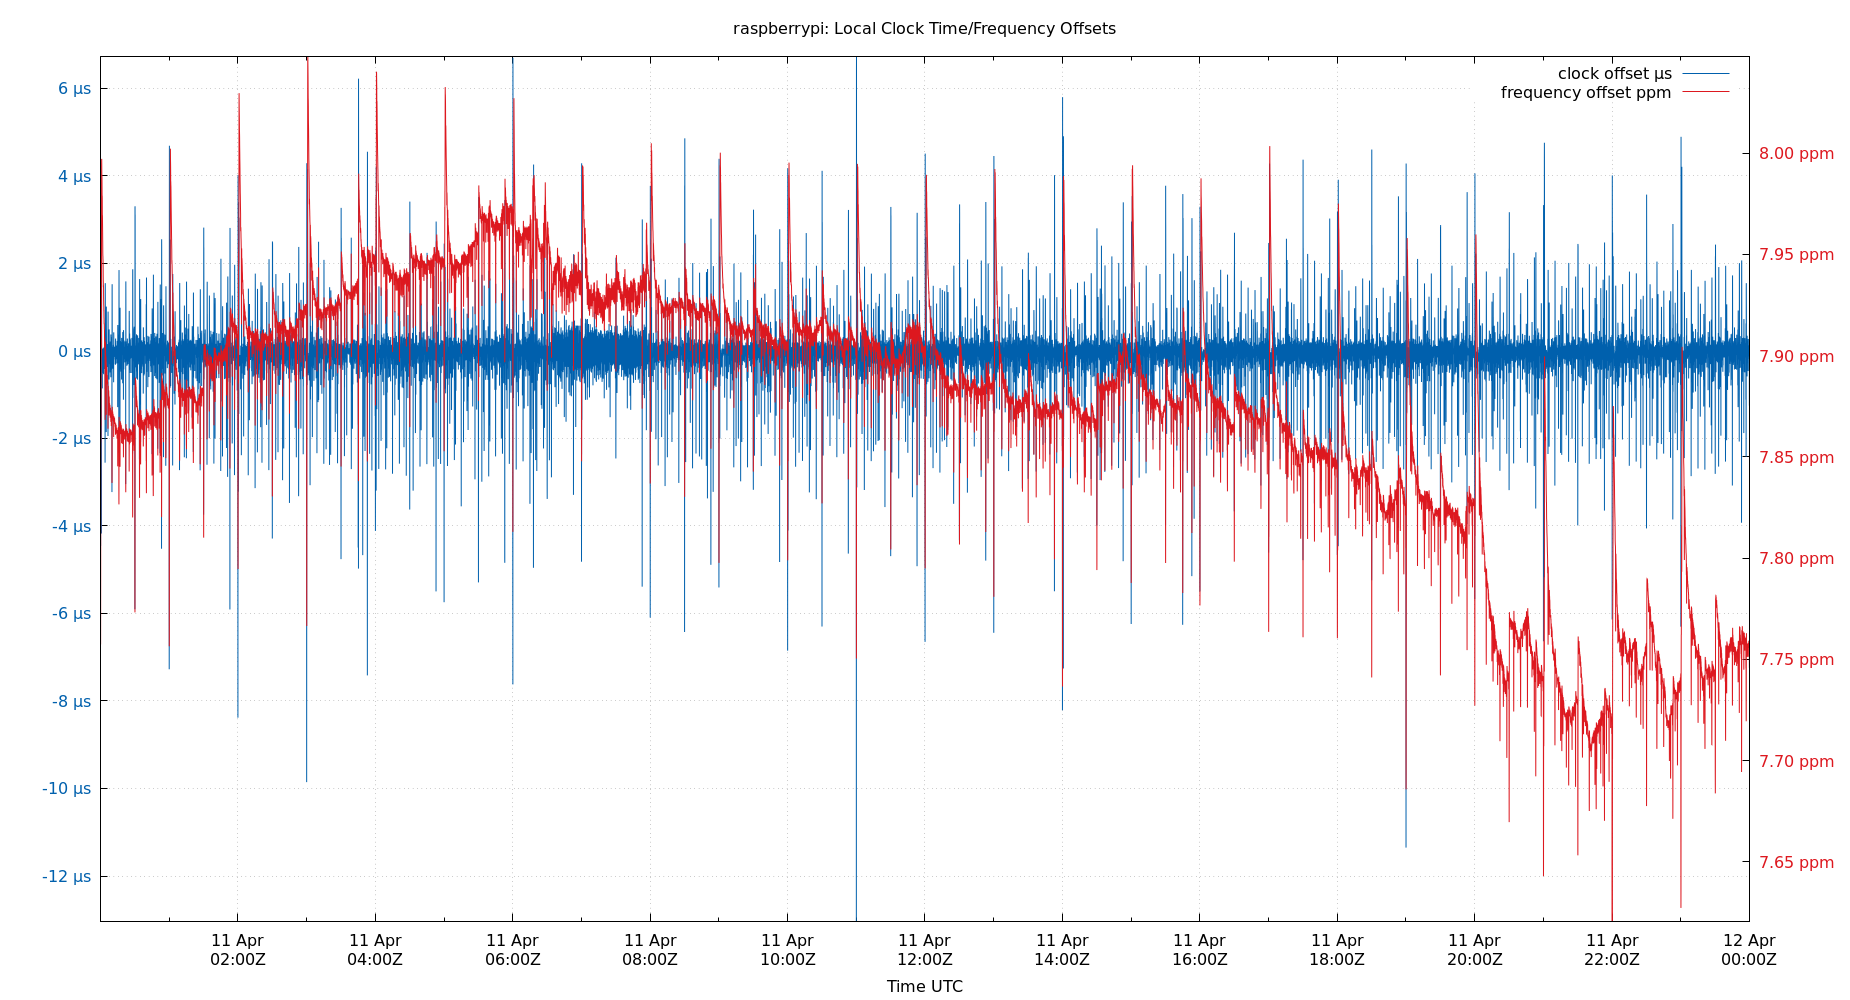 raspberrypi: Local Clock Time/Frequency Offsets
clock offset µs
frequency offset ppm
6 µs
4 µs
2 µs
0 µs
-2 µs
-4 µs
-6 µs
-8 µs
-10 µs
-12 µs
8.00 ppm
7.95 ppm
7.90 ppm
7.85 ppm
7.80 ppm
7.75 ppm
7.70 ppm
7.65 ppm
11 Apr 11 Apr 11 Apr 11 Apr 11 Apr 11 Apr 11 Apr 11 Apr 11 Apr 11 Apr 11 Apr 12 Apr
02:00Z 04:00Z 06:00Z 08:00Z 10:00Z 12:00Z 14:00Z 16:00Z 18:00Z 20:00Z 22:00Z 00:00Z
Time UTC